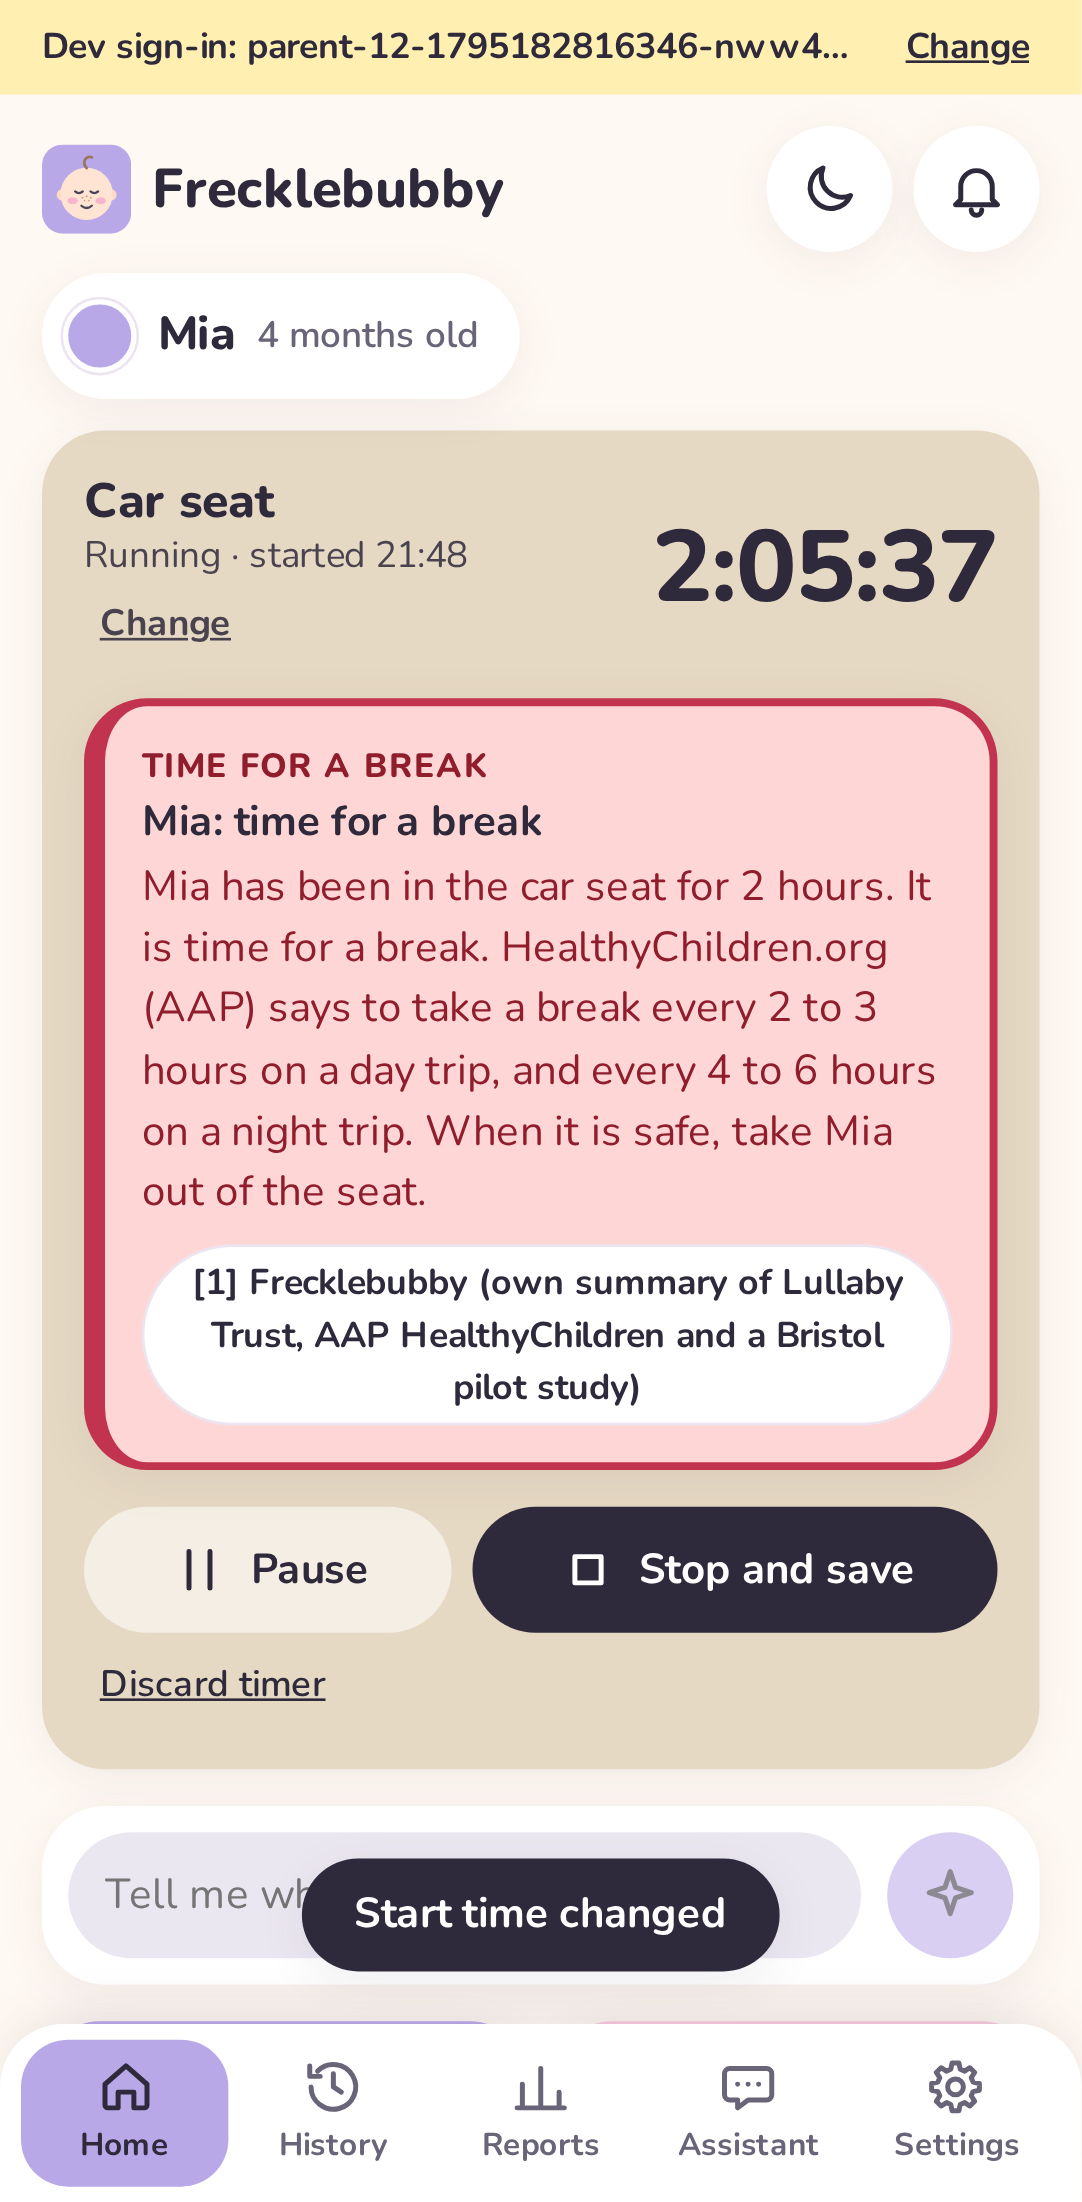 Dev sign-in: parent-12-1795182816346-nww4... Change
Frecklebubby
Mia 4 months old
Car seat
Running · started 21:48
2:05:37
Change
TIME FOR A BREAK
Mia: time for a break
Mia has been in the car seat for 2 hours. It
is time for a break. HealthyChildren.org
(AAP) says to take a break every 2 to 3
hours on a day trip, and every 4 to 6 hours
on a night trip. When it is safe, take Mia
out of the seat.
[1] Frecklebubby (own summary of Lullaby
Trust, AAP HealthyChildren and a Bristol
pilot study)
Pause
Stop and save
Discard timer
Tell me
Start time changed
Home
History
Reports
Assistant
Settings